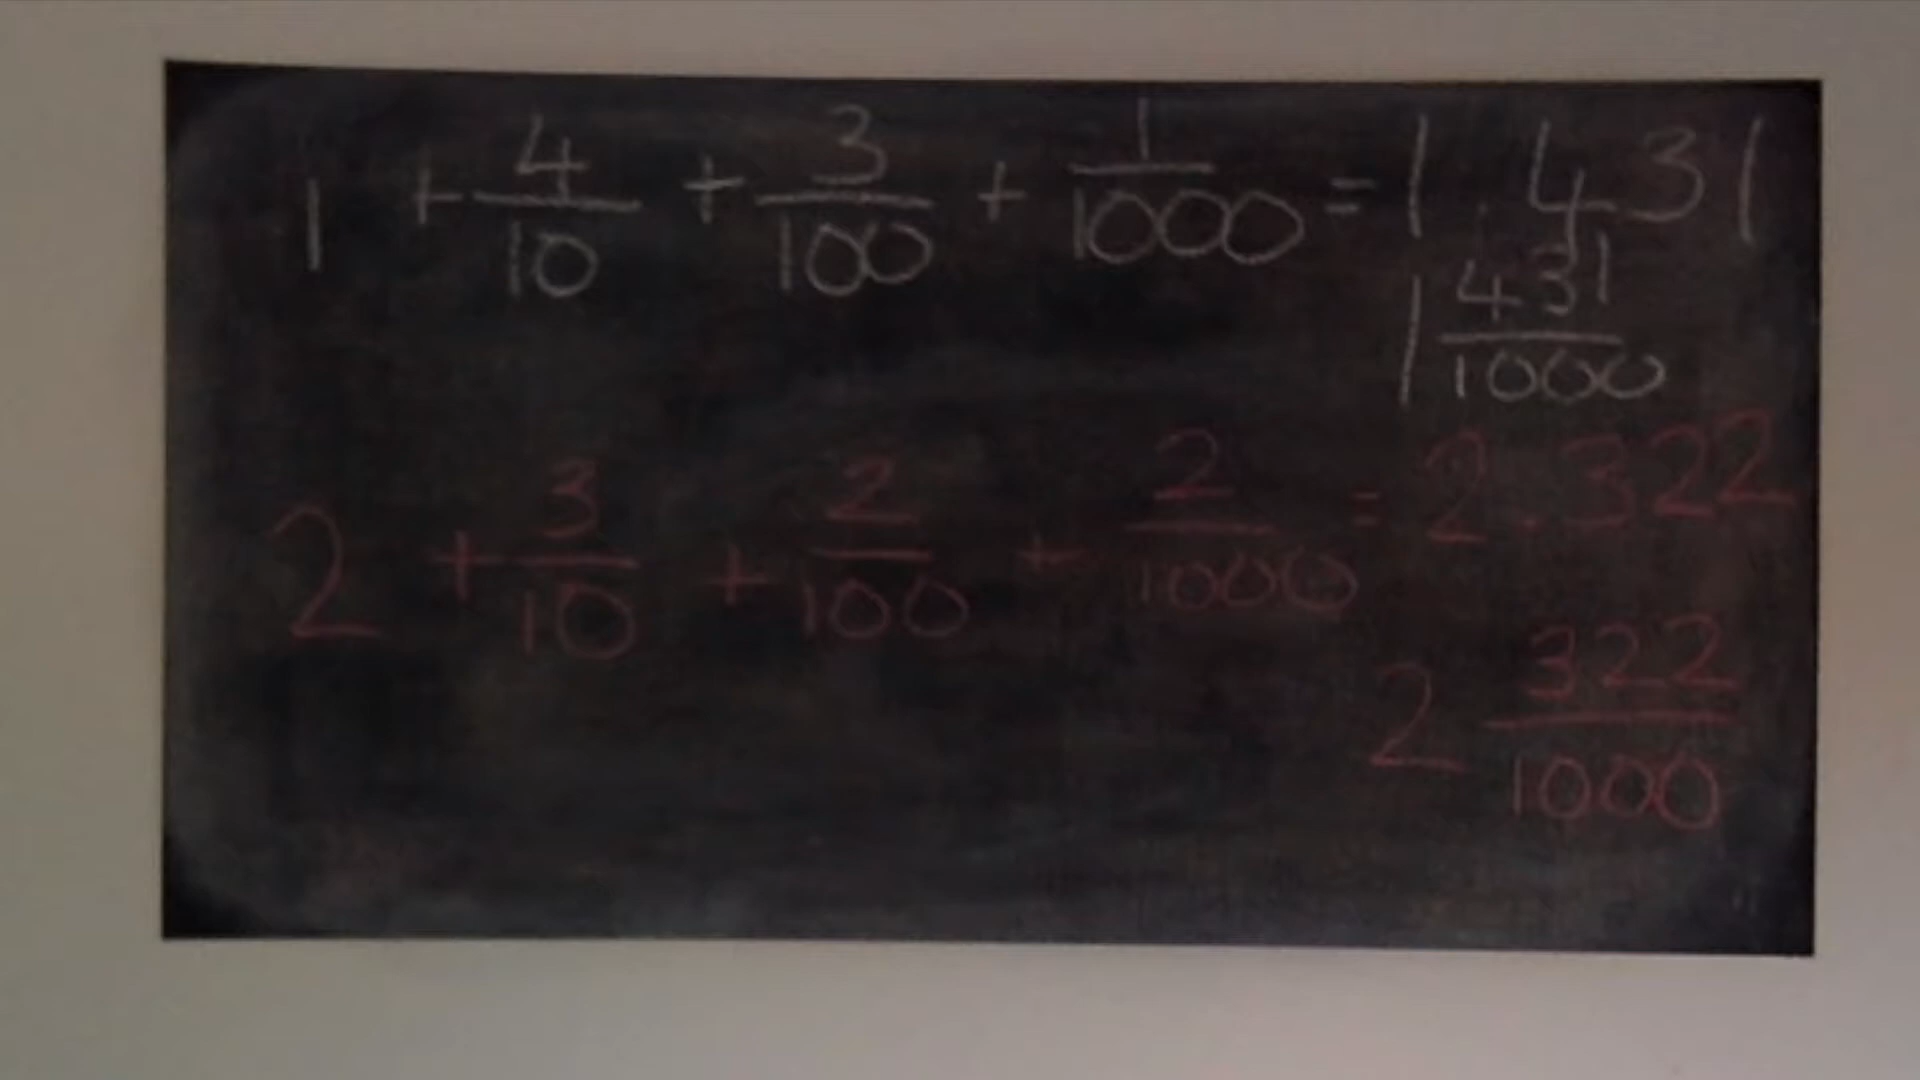 1 + 4/10 + 3/100 + 1/1000 = 1.431
1 431/1000
2 + 3/10 + 2/100 + 2/1000 = 2.322
2 322/1000